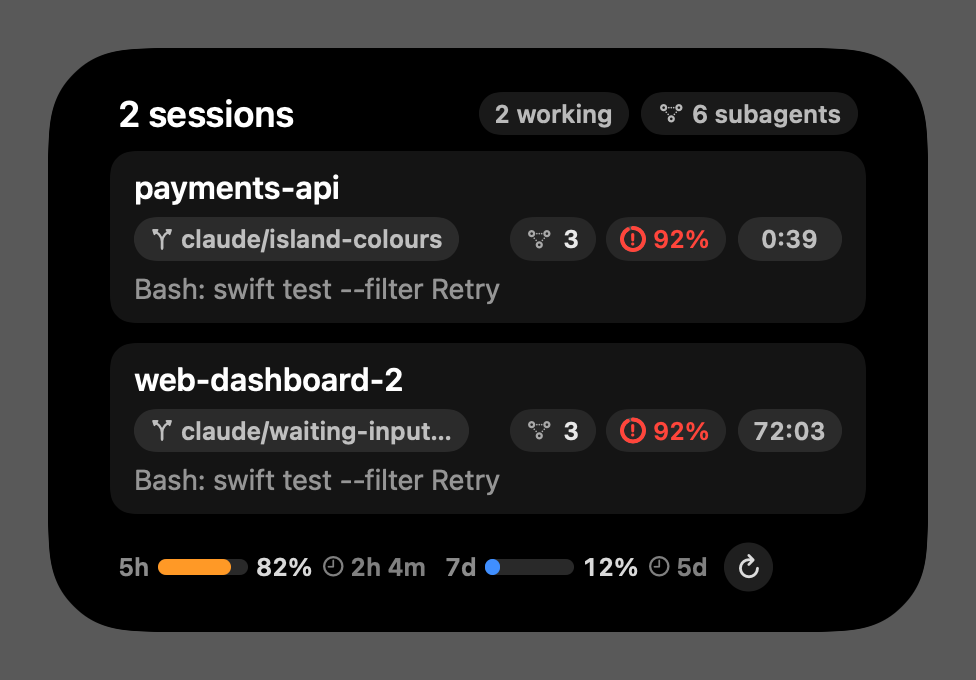 2 sessions 2 working 6 subagents
payments-api
claude/island-colours 3 92% 0:39
Bash: swift test --filter Retry
web-dashboard-2
claude/waiting-input... 3 92% 72:03
Bash: swift test --filter Retry
5h 82% 2h 4m 7d 12% 5d